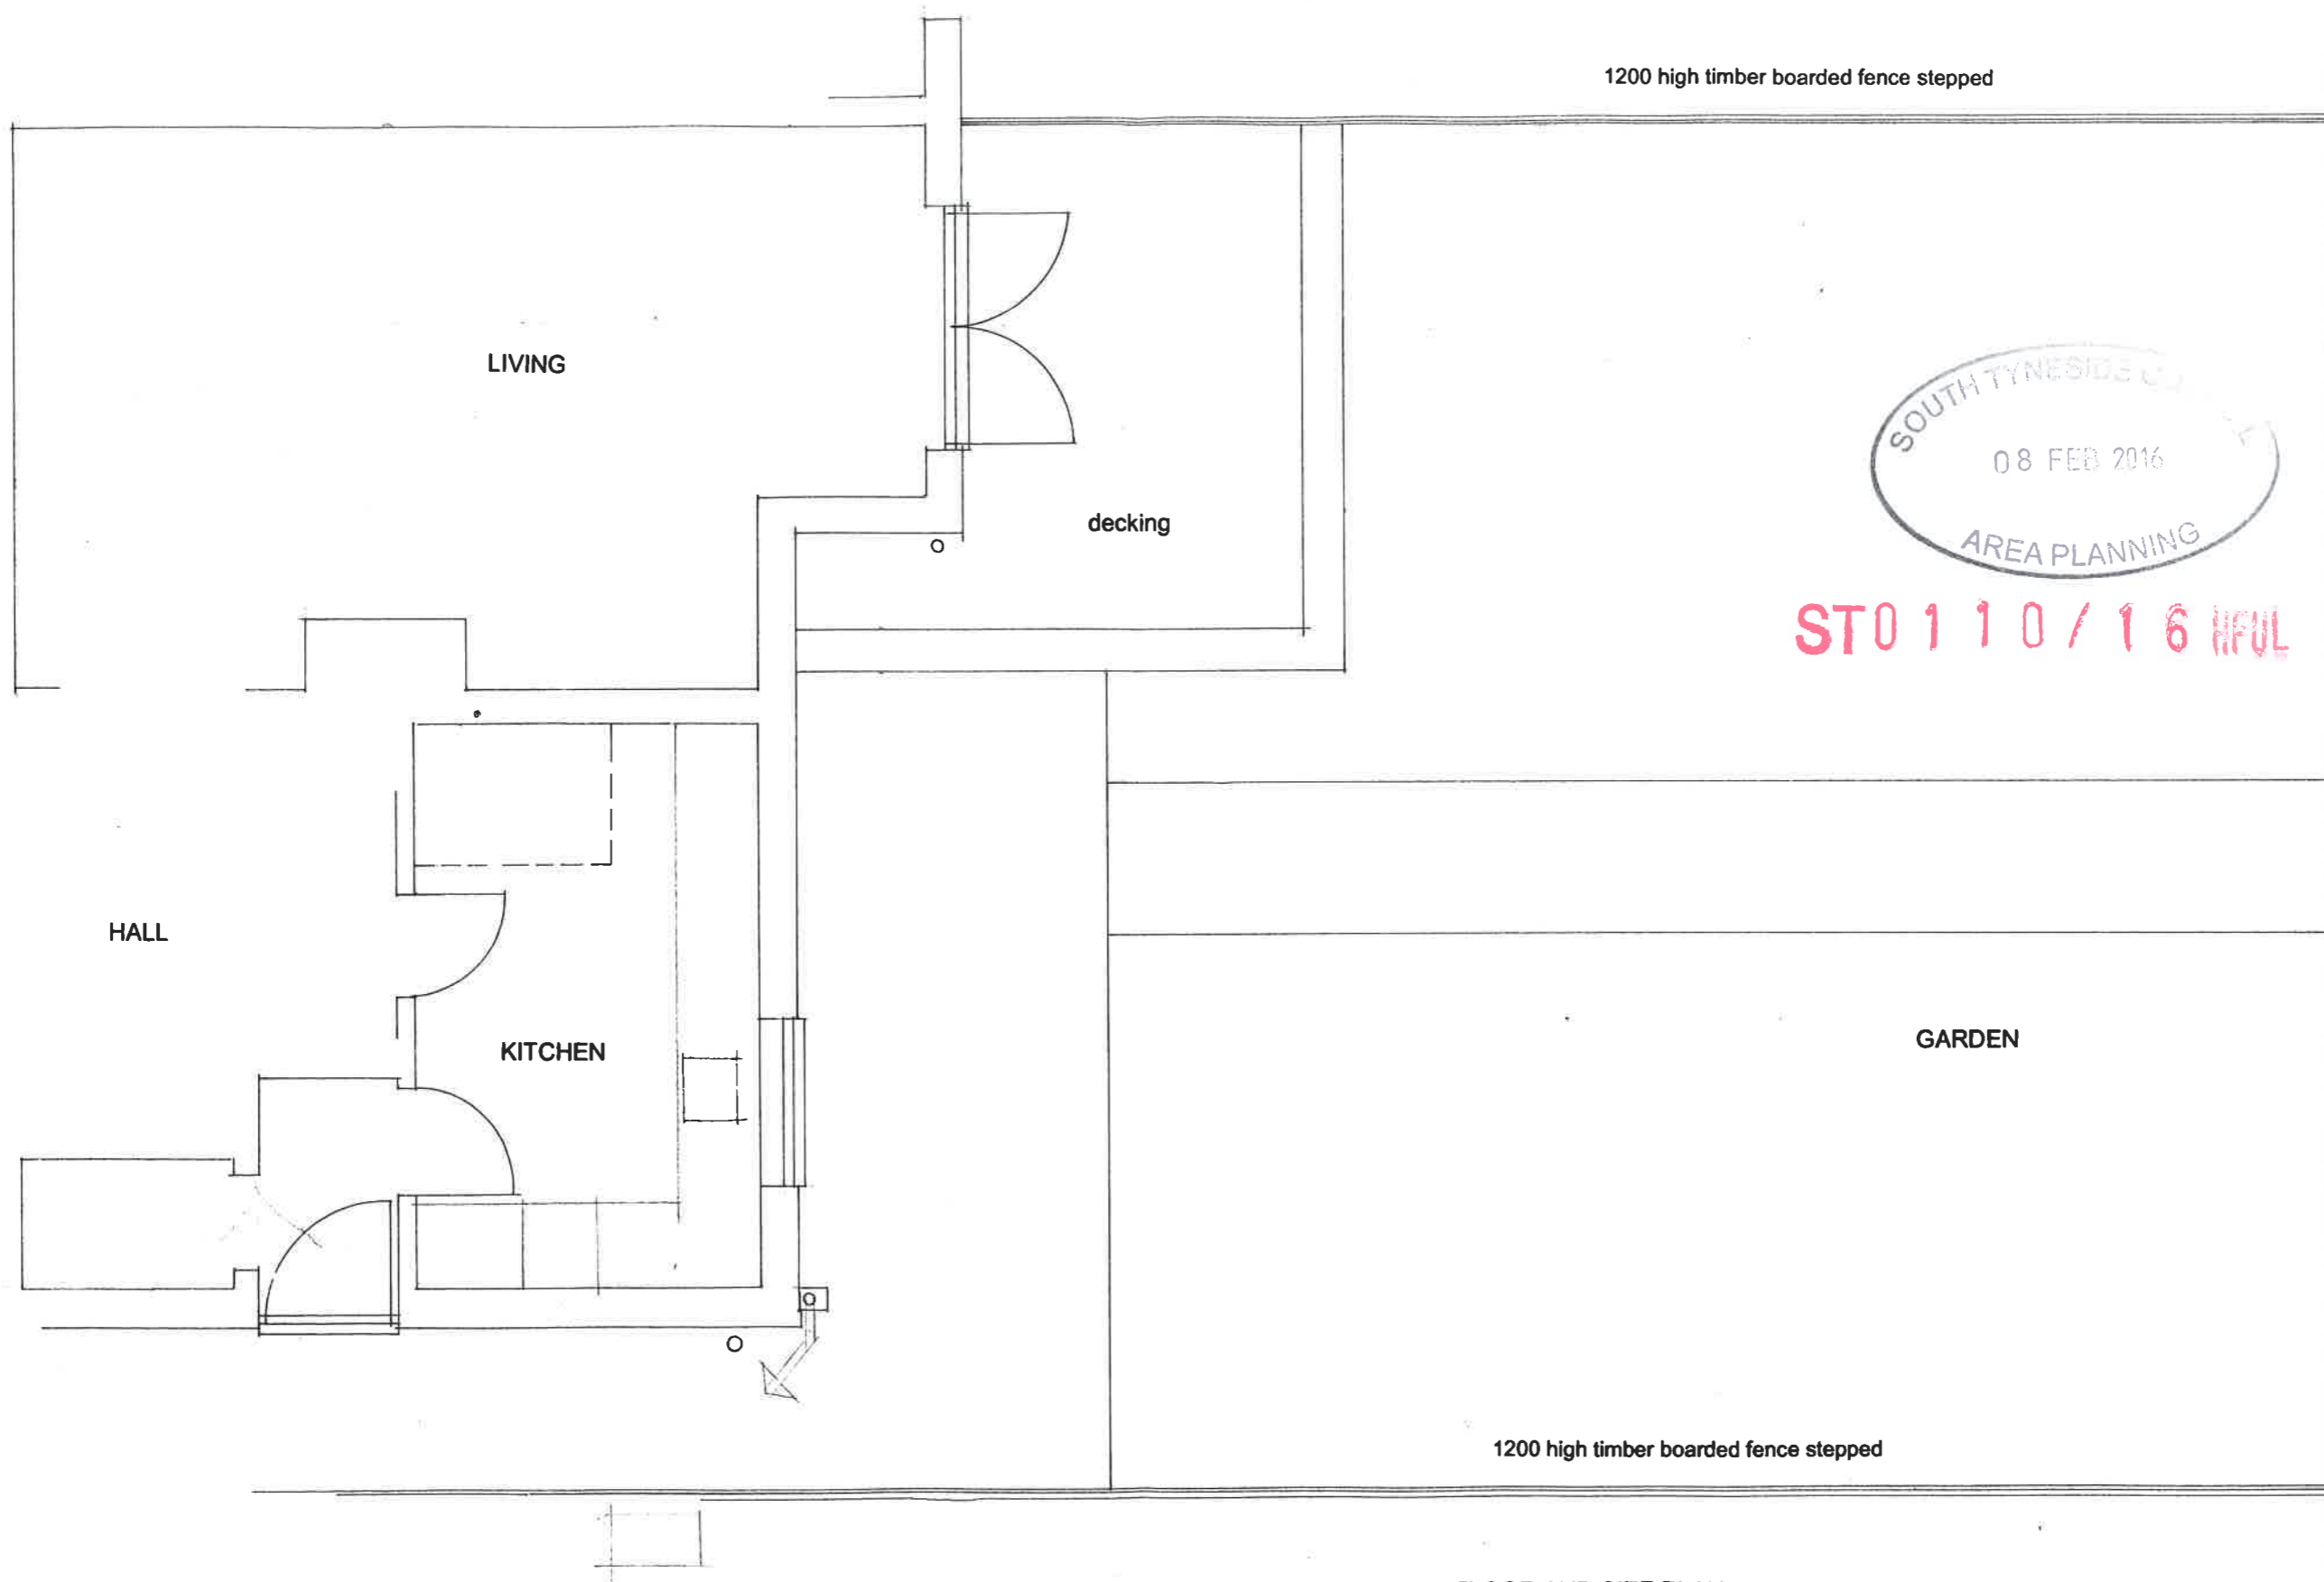 1200 high timber boarded fence stepped
LIVING
SOUTH TYNESIDE
08 FEB 2016
AREA PLANNING
decking
ST0110/16 HFUL
HALL
KITCHEN
GARDEN
1200 high timber boarded fence stepped